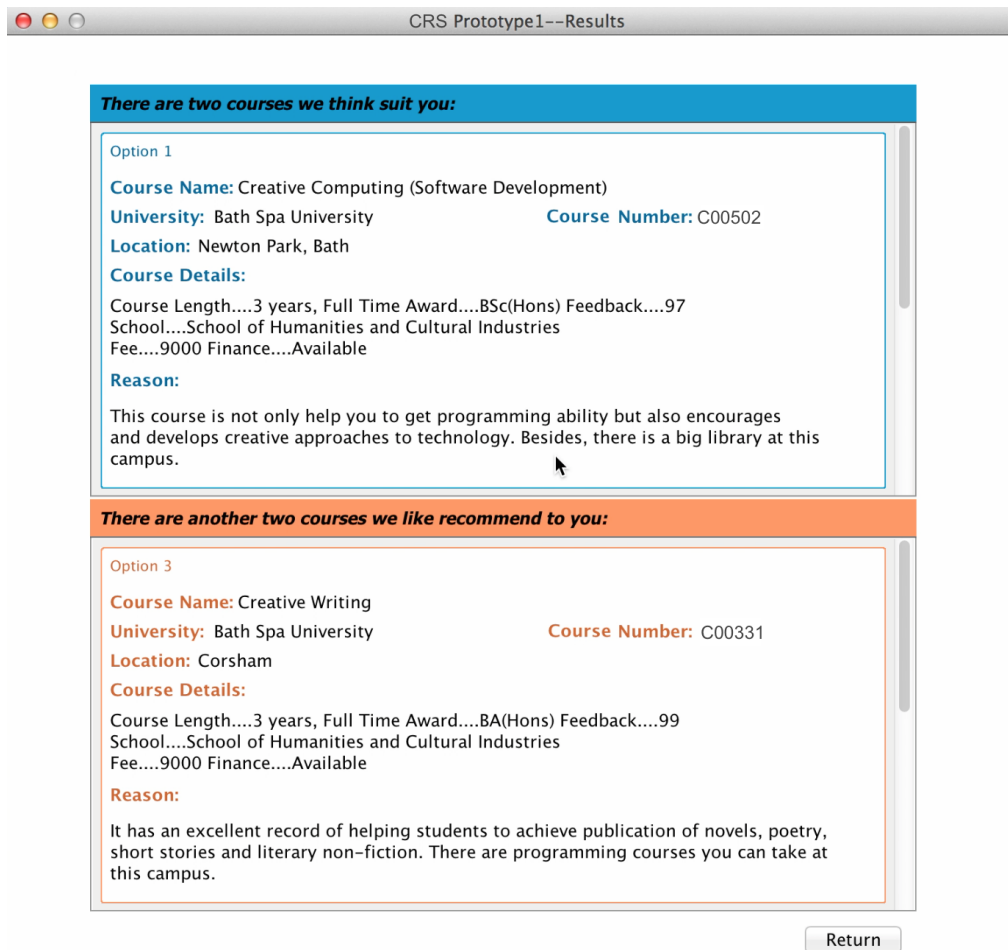 CRS Prototype1--Results
There are two courses we think suit you:
Option 1
Course Name: Creative Computing (Software Development)
University: Bath Spa University Course Number: C00502
Location: Newton Park, Bath
Course Details:
Course Length....3 years, Full Time Award....BSc(Hons) Feedback....97
School....School of Humanities and Cultural Industries
Fee....9000 Finance....Available
Reason:
This course is not only help you to get programming ability but also encourages
and develops creative approaches to technology. Besides, there is a big library at this
campus.
There are another two courses we like recommend to you:
Option 3
Course Name: Creative Writing
University: Bath Spa University Course Number: C00331
Location: Corsham
Course Details:
Course Length....3 years, Full Time Award....BA(Hons) Feedback....99
School....School of Humanities and Cultural Industries
Fee....9000 Finance....Available
Reason:
It has an excellent record of helping students to achieve publication of novels, poetry,
short stories and literary non-fiction. There are programming courses you can take at
this campus.
Return